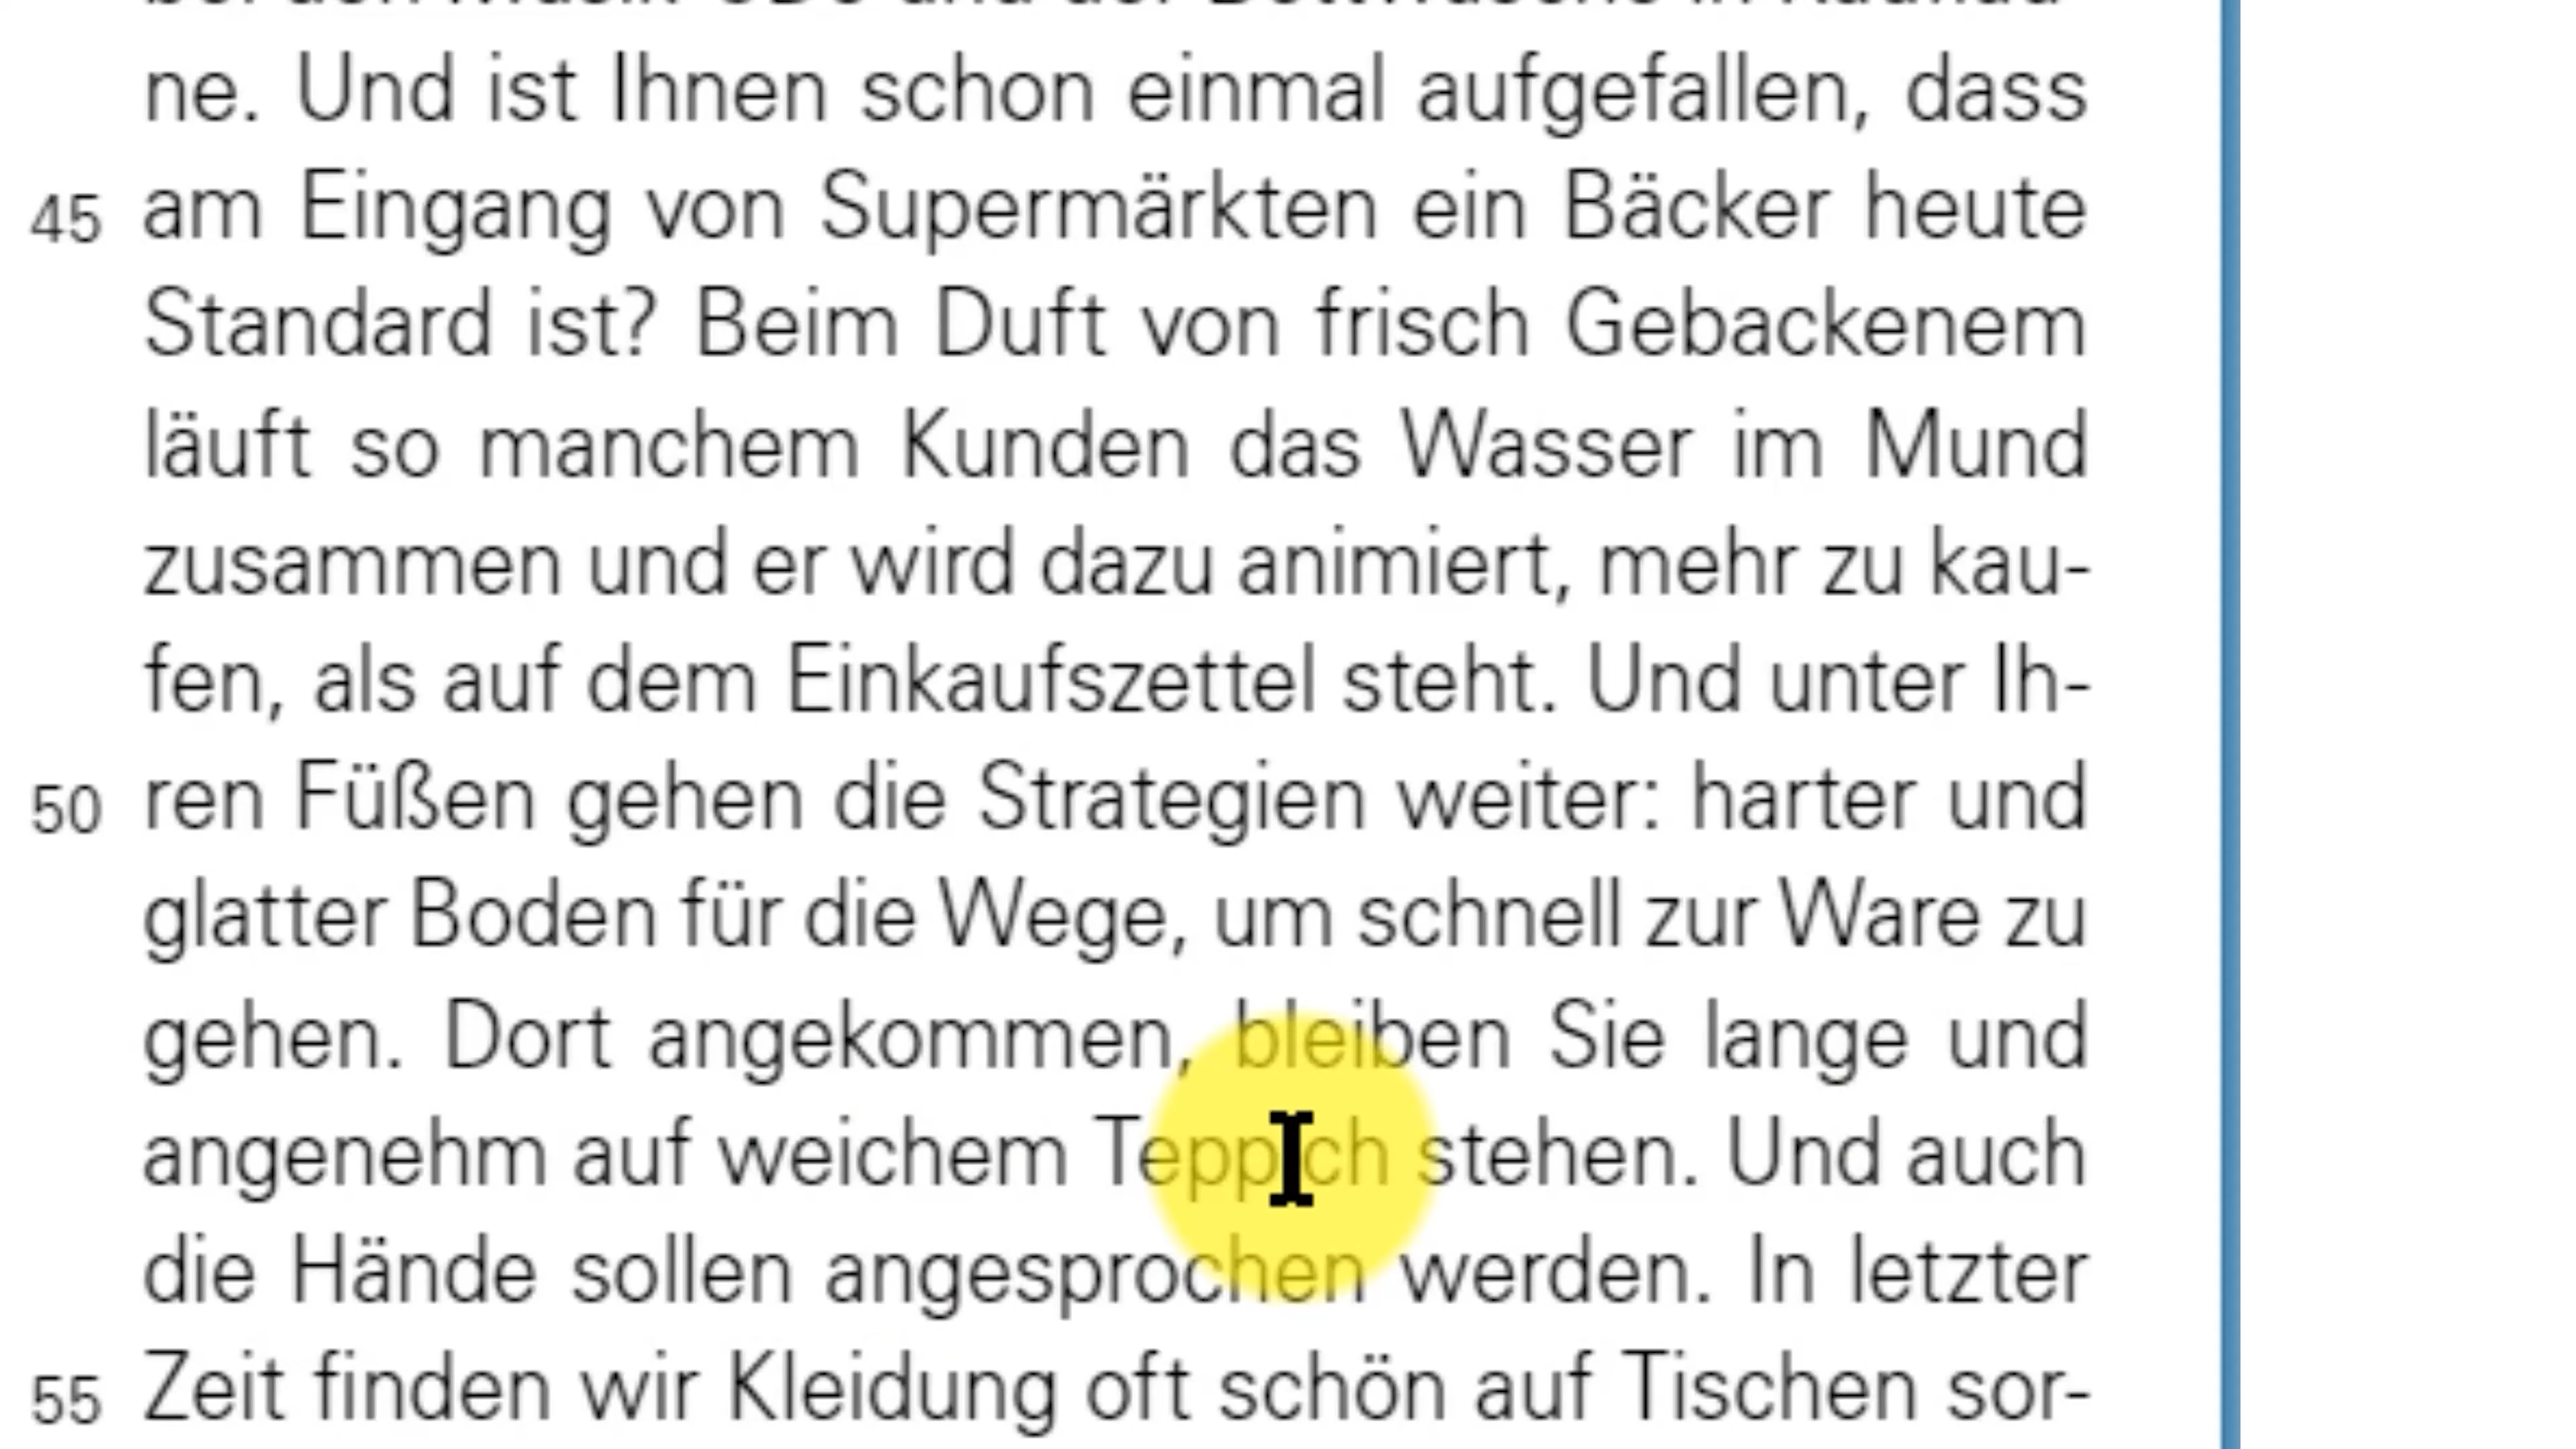 ne. Und ist Ihnen schon einmal aufgefallen, dass
45 am Eingang von Supermärkten ein Bäcker heute
Standard ist? Beim Duft von frisch Gebackenem
läuft so manchem Kunden das Wasser im Mund
zusammen und er wird dazu animiert, mehr zu kau-
fen, als auf dem Einkaufszettel steht. Und unter Ih-
50 ren Füßen gehen die Strategien weiter: harter und
glatter Boden für die Wege, um schnell zur Ware zu
gehen. Dort angekommen, bleiben Sie lange und
angenehm auf weichem Teppich stehen. Und auch
die Hände sollen angesprochen werden. In letzter
55 Zeit finden wir Kleidung oft schön auf Tischen sor-